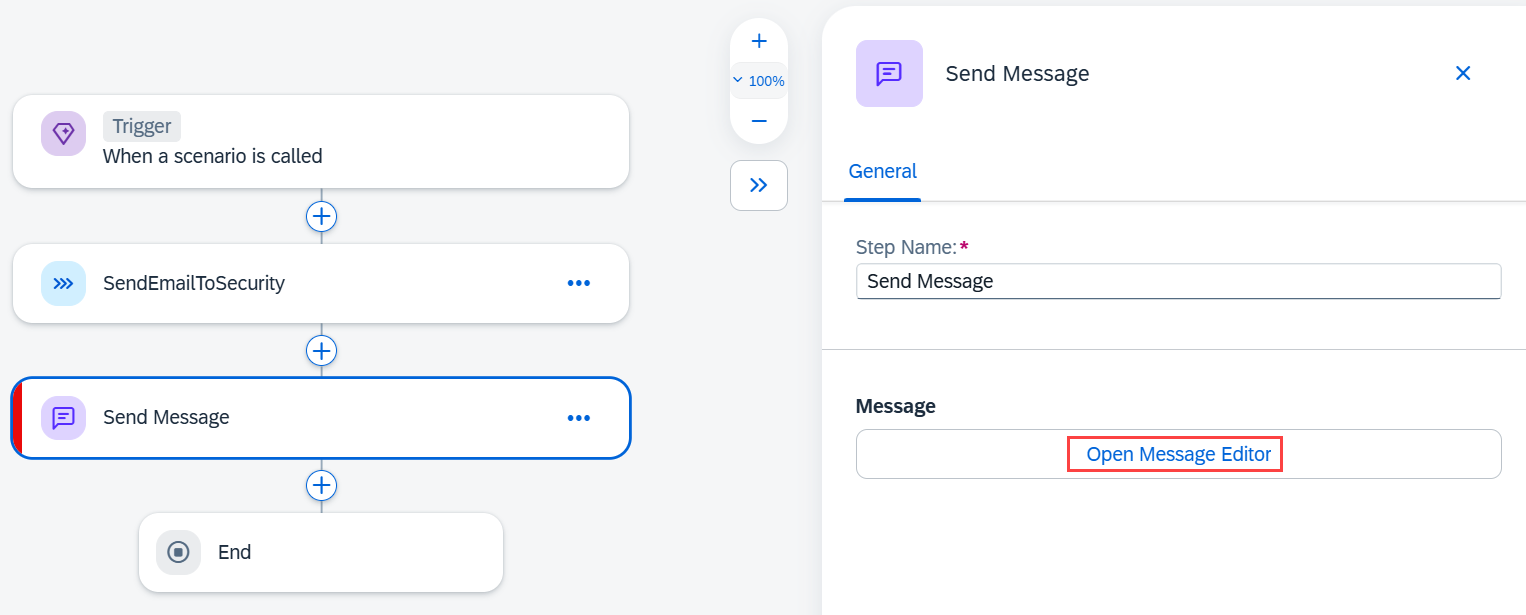 Trigger
When a scenario is called
SendEmailToSecurity
Send Message
End
100%
Send Message
General
Step Name:*
Send Message
Message
Open Message Editor